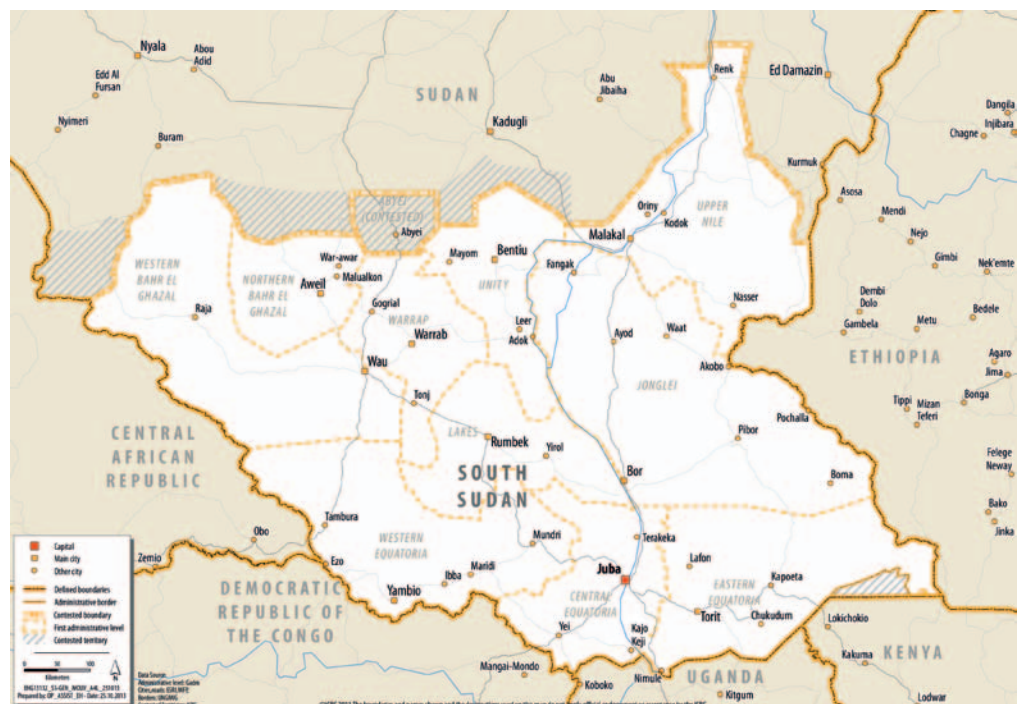 Nyala
Abou
Adid
Edd Al
Fursan
Nyimeri
Buram
SUDAN
Abu
Jibaiha
Kadugli
Renk
Ed Damazin
Dangila
Injibara
Chagne
Kurmuk
Asosa
Mendi
Nejo
Gimbi
Nek'emte
ABYEI
(CONTESTED)
Abyei
Oriny
Kodok
UPPER
NILE
Malakal
WESTERN
BAHR EL
GHAZAL
NORTHERN
BAHR EL
GHAZAL
War-awar
Malualkon
Aweil
Mayom
Bentiu
UNITY
Fangak
Raja
Gogrial
WARRAP
Warrab
Leer
Adok
Ayod
Waat
Nasser
Dembi
Dolo
Gambela
Metu
Bedele
ETHIOPIA
Agaro
Jima
Wau
Akobo
JONGLEI
Tonj
Pochalla
Tippi
Mizan
Teferi
Bonga
LAKES
Rumbek
Yirol
Pibor
CENTRAL
AFRICAN
REPUBLIC
SOUTH
SUDAN
Bor
Boma
Felege
Neway
Bako
Jinka
Obo
Zemio
Tambura
Ezo
WESTERN
EQUATORIA
Mundri
Terakeka
Lafon
Ibba
Maridi
Yambio
Juba
CENTRAL
EQUATORIA
EASTERN
EQUATORIA
Kapoeta
Torit
Chukudum
Lokichokio
Yei
Kajo
Keji
DEMOCRATIC
REPUBLIC OF
THE CONGO
Mangai-Mondo
Koboko
Nimule
UGANDA
Kitgum
KENYA
Kakuma
Lodwar
Capital
Main city
Other city
Defined boundaries
Administrative border
Contested boundary
First administrative level
Contested territory
0 50 100
Kilometres
N